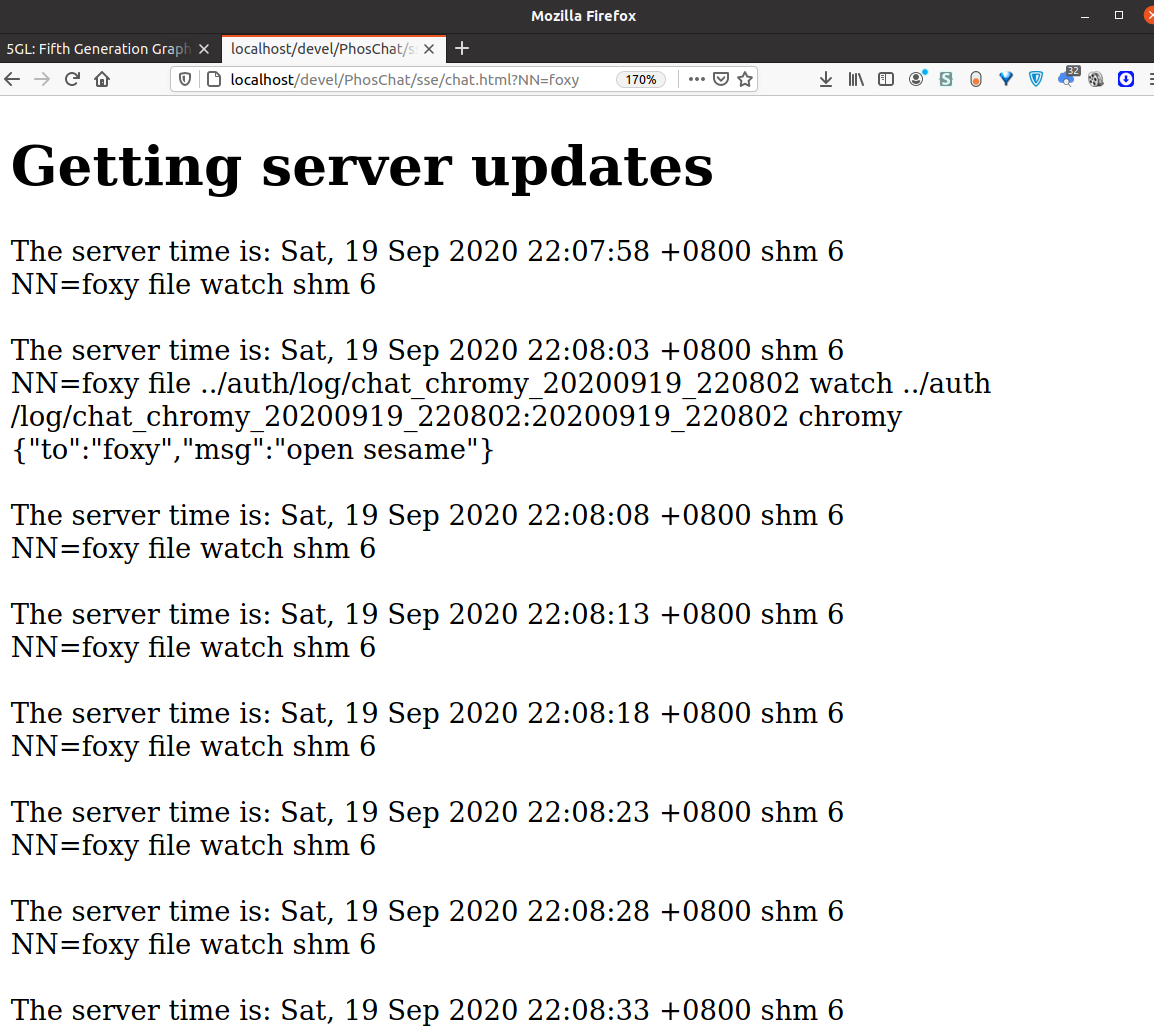 Mozilla Firefox
5GL: Fifth Generation Graph
localhost/devel/PhosChat/s
localhost/devel/PhosChat/sse/chat.html?NN=foxy
170%
32
Getting server updates
The server time is: Sat, 19 Sep 2020 22:07:58 +0800 shm 6
NN=foxy file watch shm 6
The server time is: Sat, 19 Sep 2020 22:08:03 +0800 shm 6
NN=foxy file ../auth/log/chat_chromy_20200919_220802 watch ../auth
/log/chat_chromy_20200919_220802:20200919_220802 chromy
{"to":"foxy","msg":"open sesame"}
The server time is: Sat, 19 Sep 2020 22:08:08 +0800 shm 6
NN=foxy file watch shm 6
The server time is: Sat, 19 Sep 2020 22:08:13 +0800 shm 6
NN=foxy file watch shm 6
The server time is: Sat, 19 Sep 2020 22:08:18 +0800 shm 6
NN=foxy file watch shm 6
The server time is: Sat, 19 Sep 2020 22:08:23 +0800 shm 6
NN=foxy file watch shm 6
The server time is: Sat, 19 Sep 2020 22:08:28 +0800 shm 6
NN=foxy file watch shm 6
The server time is: Sat, 19 Sep 2020 22:08:33 +0800 shm 6